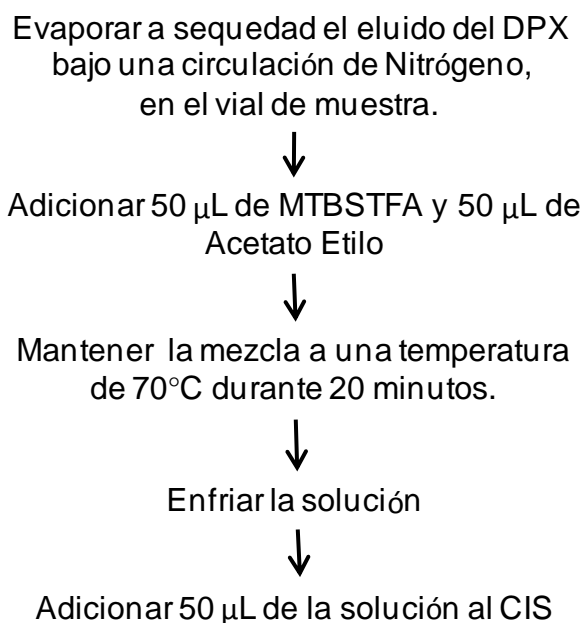 Evaporar a sequedad el eluido del DPX
bajo una circulación de Nitrógeno,
en el vial de muestra.
Adicionar 50 µL de MTBSTFA y 50 µL de
Acetato Etilo
Mantener la mezcla a una temperatura
de 70°C durante 20 minutos.
Enfriar la solución
Adicionar 50 µL de la solución al CIS